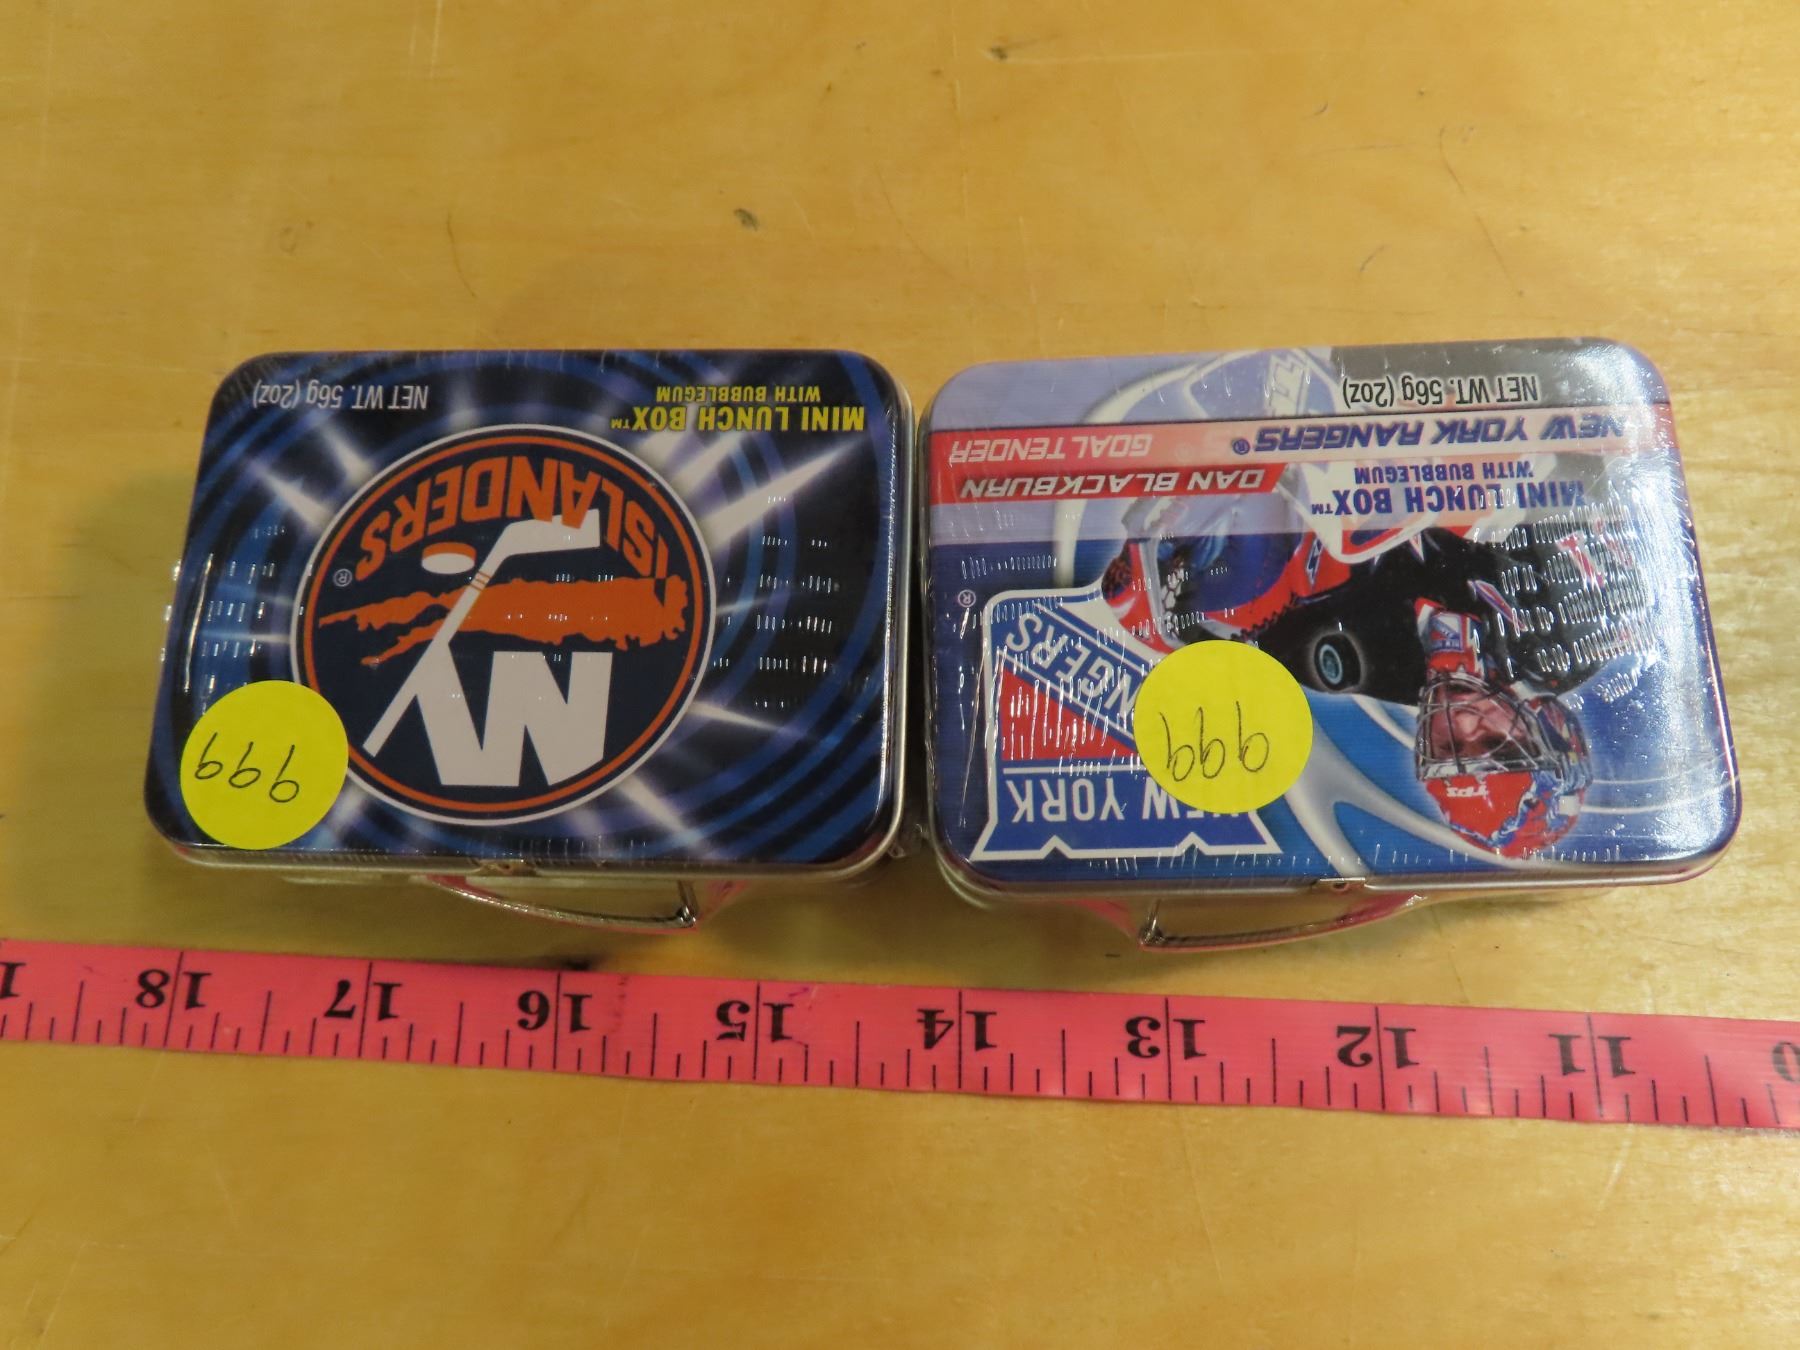 11 12 13 14 15 16 17 18
TPS
NEW YORK
RANGERS ®
999
MINI LUNCH BOX™
WITH BUBBLEGUM
DAN BLACKBURN
NEW YORK RANGERS® GOAL TENDER
NET WT. 56g (2oz)
999
NY
ISLANDERS ®
MINI LUNCH BOX™
WITH BUBBLEGUM
NET WT. 56g (2oz)